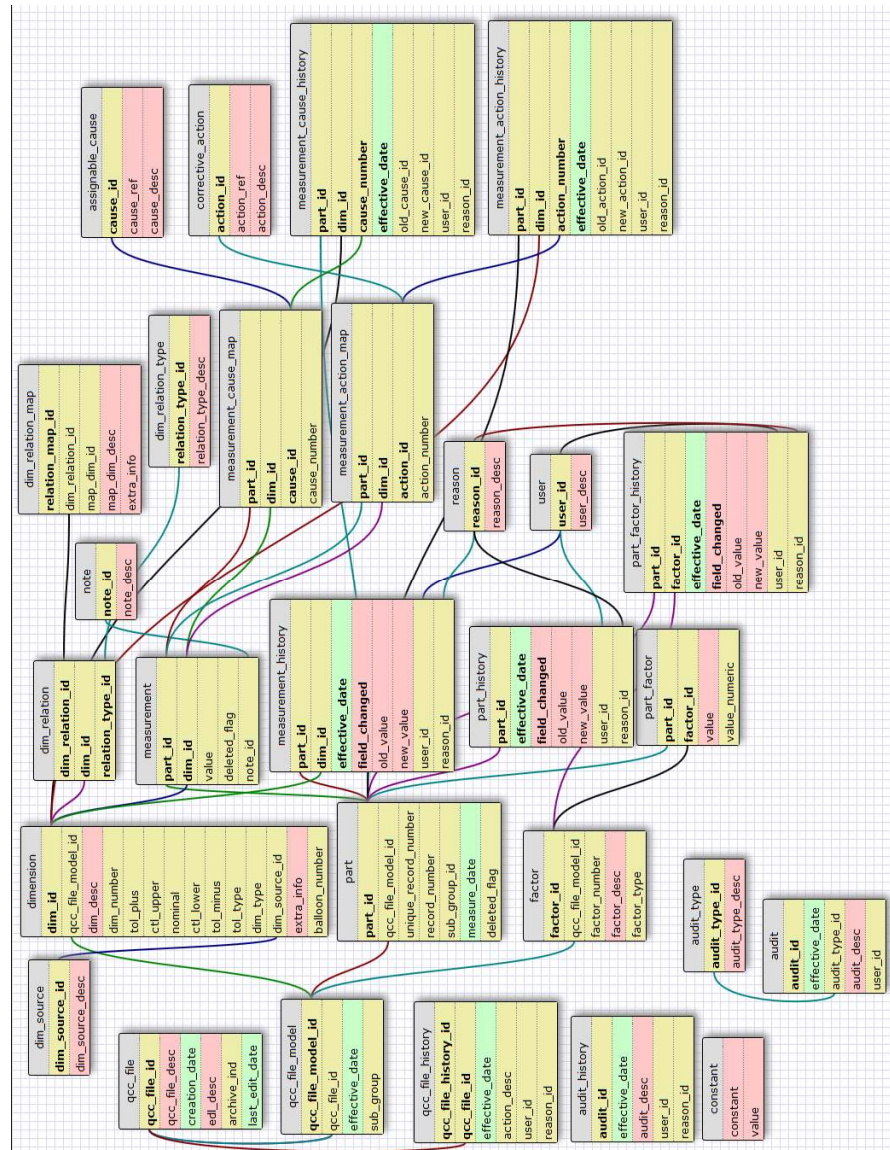 constant
constant
value
audit_history
audit_id
effective_date
audit_desc
user_id
reason_id
qcc_file_history
qcc_file_history_id
qcc_file_id
effective_date
action_desc
user_id
reason_id
qcc_file
qcc_file_id
qcc_file_desc
creation_date
edl_desc
archive_ind
last_edit_date
dim_source
dim_source_id
dim_source_desc
qcc_file_model
qcc_file_model_id
qcc_file_id
effective_date
sub_group
audit
audit_id
effective_date
audit_type_id
audit_desc
user_id
audit_type
audit_type_id
audit_type_desc
factor
factor_id
qcc_file_model_id
factor_number
factor_desc
factor_type
part
part_id
qcc_file_model_id
unique_record_number
record_number
sub_group_id
measure_date
deleted_flag
dimension
dim_id
qcc_file_model_id
dim_desc
dim_number
tol_plus
ctl_upper
nominal
ctl_lower
tol_minus
tol_type
dim_type
dim_source_id
extra_info
balloon_number
part_factor
part_id
factor_id
value
value_numeric
part_history
part_id
effective_date
field_changed
old_value
new_value
user_id
reason_id
measurement_history
part_id
dim_id
effective_date
field_changed
old_value
new_value
user_id
reason_id
measurement
part_id
dim_id
value
deleted_flag
note_id
dim_relation
dim_relation_id
dim_id
relation_type_id
note
note_id
note_desc
part_factor_history
part_id
factor_id
effective_date
field_changed
old_value
new_value
user_id
reason_id
user
user_id
user_desc
reason
reason_id
reason_desc
measurement_action_map
part_id
dim_id
action_id
action_number
measurement_cause_map
part_id
dim_id
cause_id
cause_number
dim_relation_type
relation_type_id
relation_type_desc
dim_relation_map
relation_map_id
dim_relation_id
map_dim_id
map_dim_desc
extra_info
measurement_action_history
part_id
dim_id
action_number
effective_date
old_action_id
new_action_id
user_id
reason_id
measurement_cause_history
part_id
dim_id
cause_number
effective_date
old_cause_id
new_cause_id
user_id
reason_id
corrective_action
action_id
action_ref
action_desc
assignable_cause
cause_id
cause_ref
cause_desc